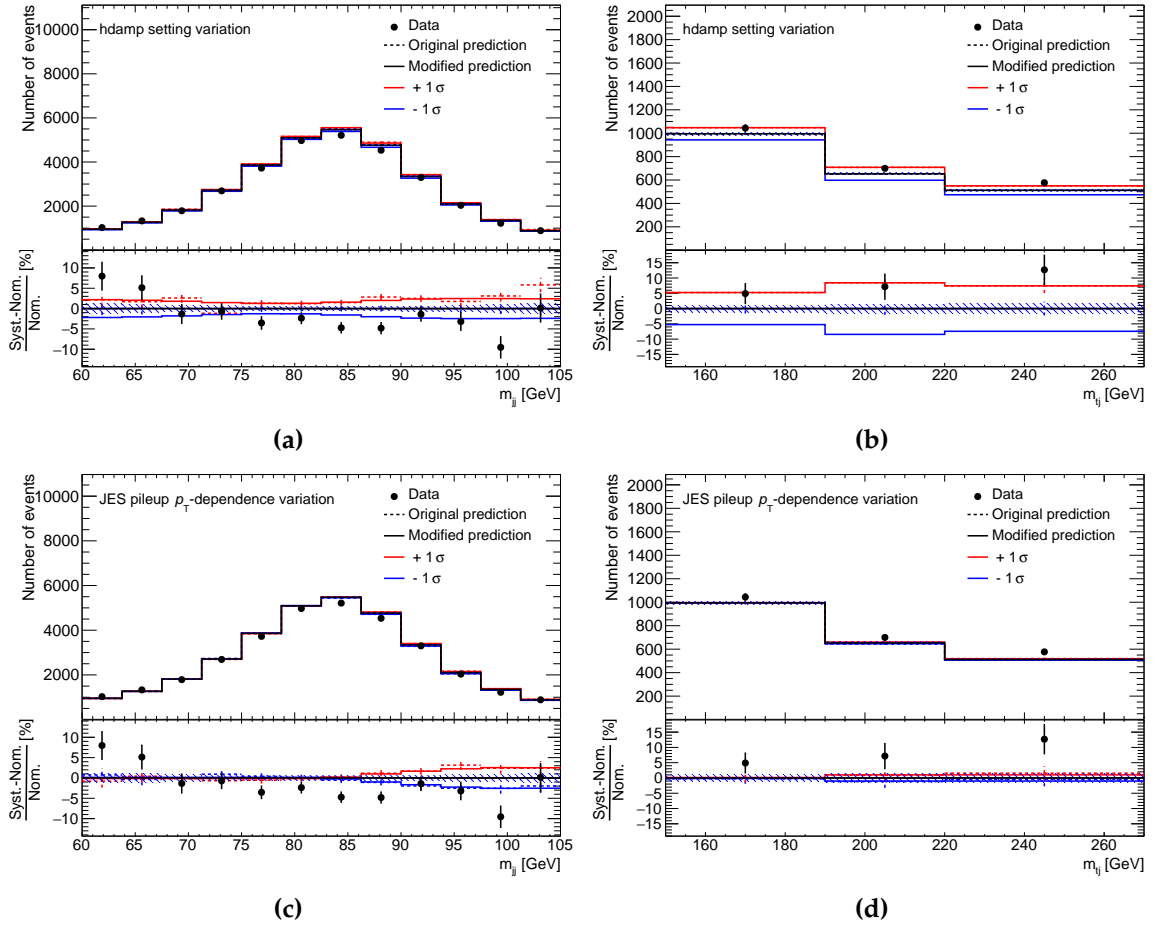 Number of events
10000
8000
6000
4000
2000
hdamp setting variation
Data
Original prediction
Modified prediction
+ 1 σ
- 1 σ
Syst.-Nom. [%]
Nom.
10
5
0
−5
−10
60 65 70 75 80 85 90 95 100 105
m_jj [GeV]
(a)
Number of events
2000
1800
1600
1400
1200
1000
800
600
400
200
hdamp setting variation
Data
Original prediction
Modified prediction
+ 1 σ
- 1 σ
Syst.-Nom. [%]
Nom.
15
10
5
0
−5
−10
−15
160 180 200 220 240 260
m_tj [GeV]
(b)
Number of events
10000
8000
6000
4000
2000
JES pileup p_T-dependence variation
Data
Original prediction
Modified prediction
+ 1 σ
- 1 σ
Syst.-Nom. [%]
Nom.
10
5
0
−5
−10
60 65 70 75 80 85 90 95 100 105
m_jj [GeV]
(c)
Number of events
2000
1800
1600
1400
1200
1000
800
600
400
200
JES pileup p_T-dependence variation
Data
Original prediction
Modified prediction
+ 1 σ
- 1 σ
Syst.-Nom. [%]
Nom.
15
10
5
0
−5
−10
−15
160 180 200 220 240 260
m_tj [GeV]
(d)